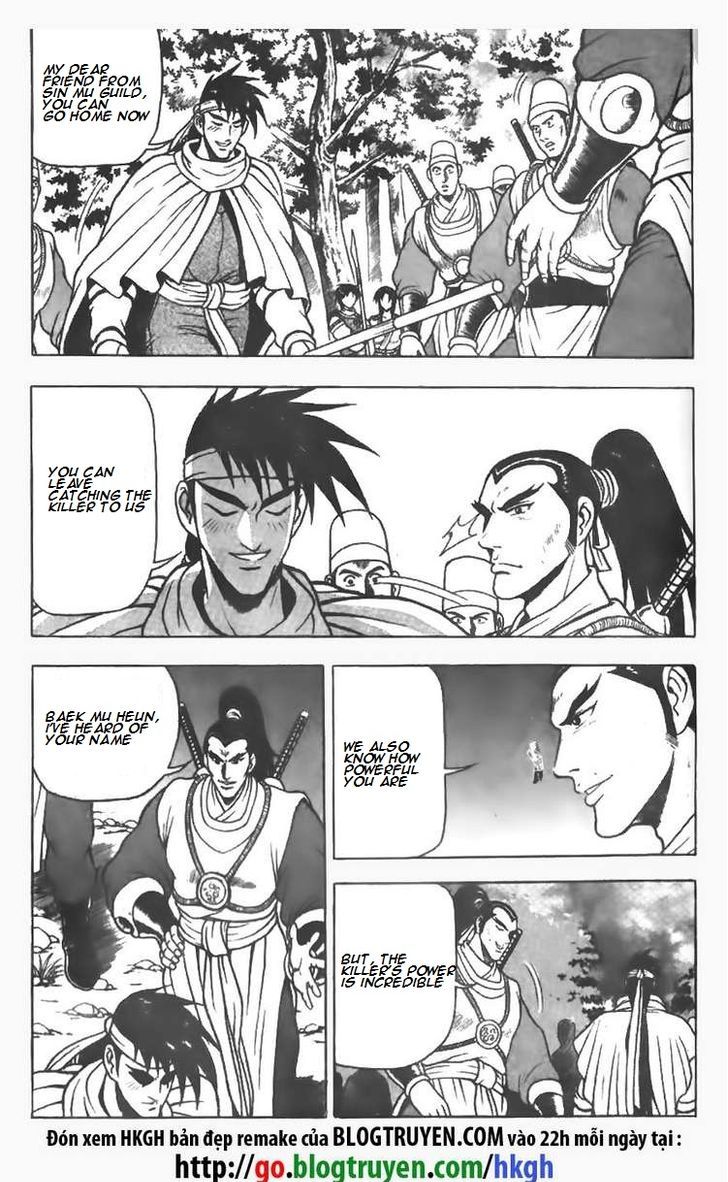 MY DEAR
FRIEND FROM
SIN MU GUILD,
YOU CAN
GO HOME NOW
YOU CAN
LEAVE
CATCHING THE
KILLER TO US
BAEK MU HEUN,
I'VE HEARD OF
YOUR NAME
WE ALSO
KNOW HOW
POWERFUL
YOU ARE
BUT, THE
KILLER'S POWER
IS INCREDIBLE
Đón xem HKGH bản đẹp remake của BLOGTRUYEN.COM vào 22h mỗi ngày tại :
http://go.blogtruyen.com/hkgh